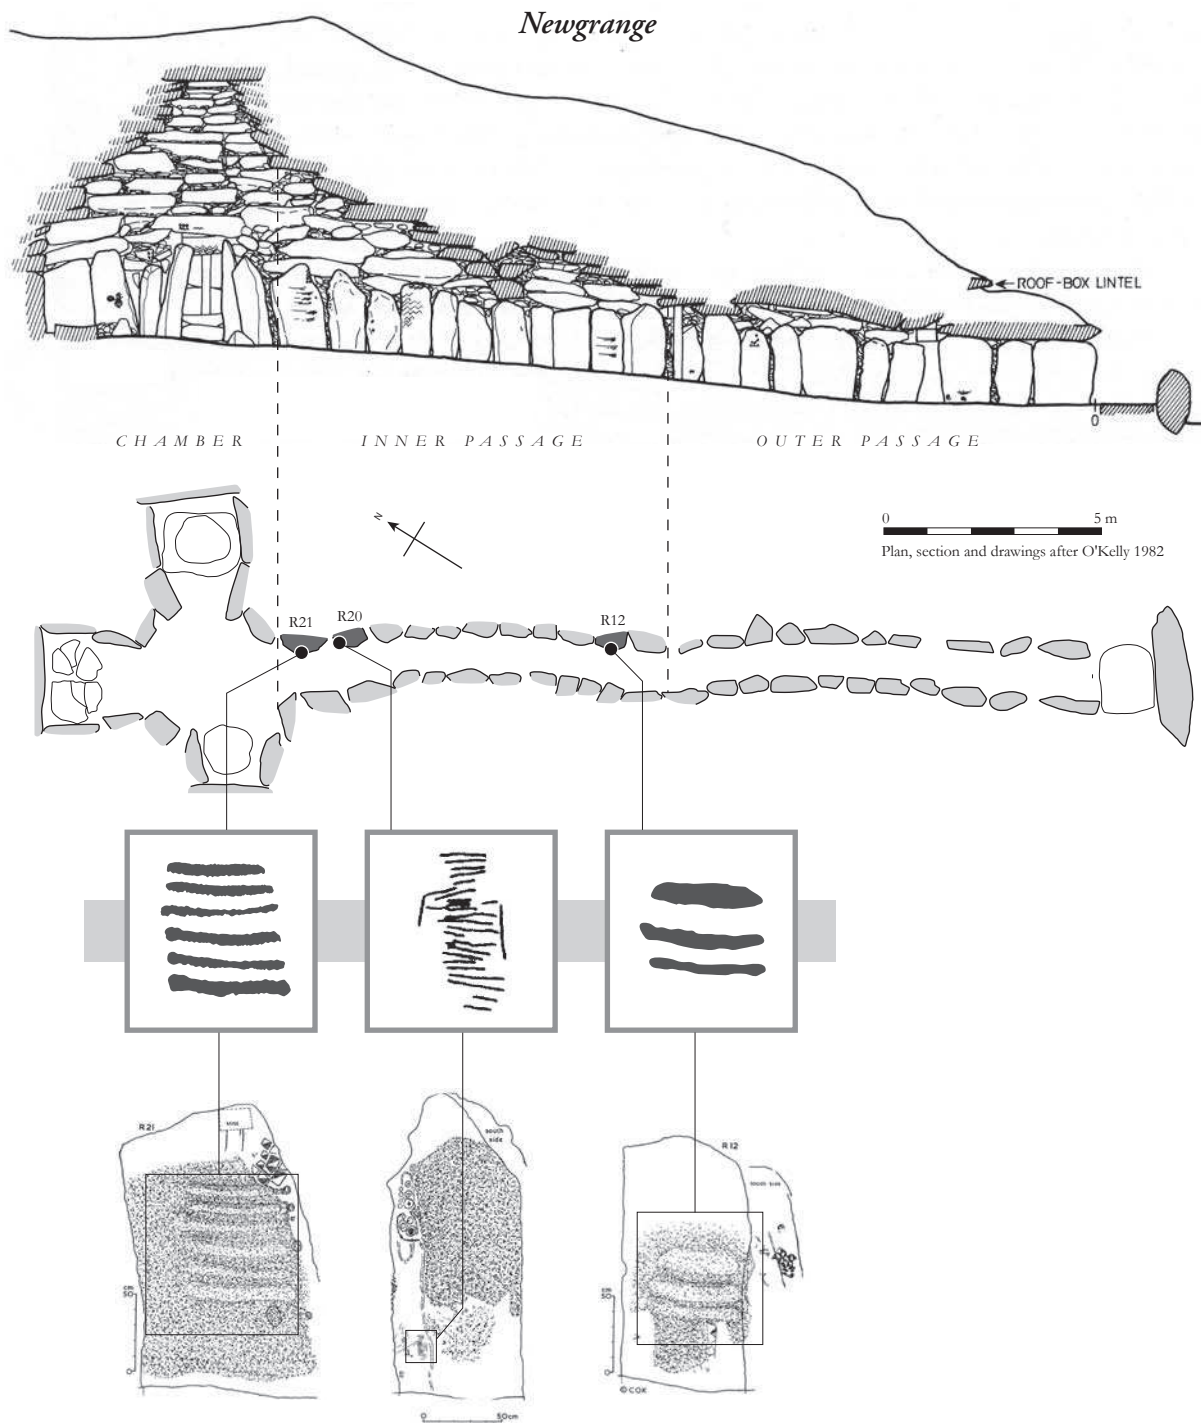 Newgrange
ROOF-BOX LINTEL
0
CHAMBER
INNER PASSAGE
OUTER PASSAGE
N
0 5 m
Plan, section and drawings after O'Kelly 1982
R21
R20
R12
R21
south
side
R12
south side
cm
50
0
cm
50
0
©COK
0 50cm